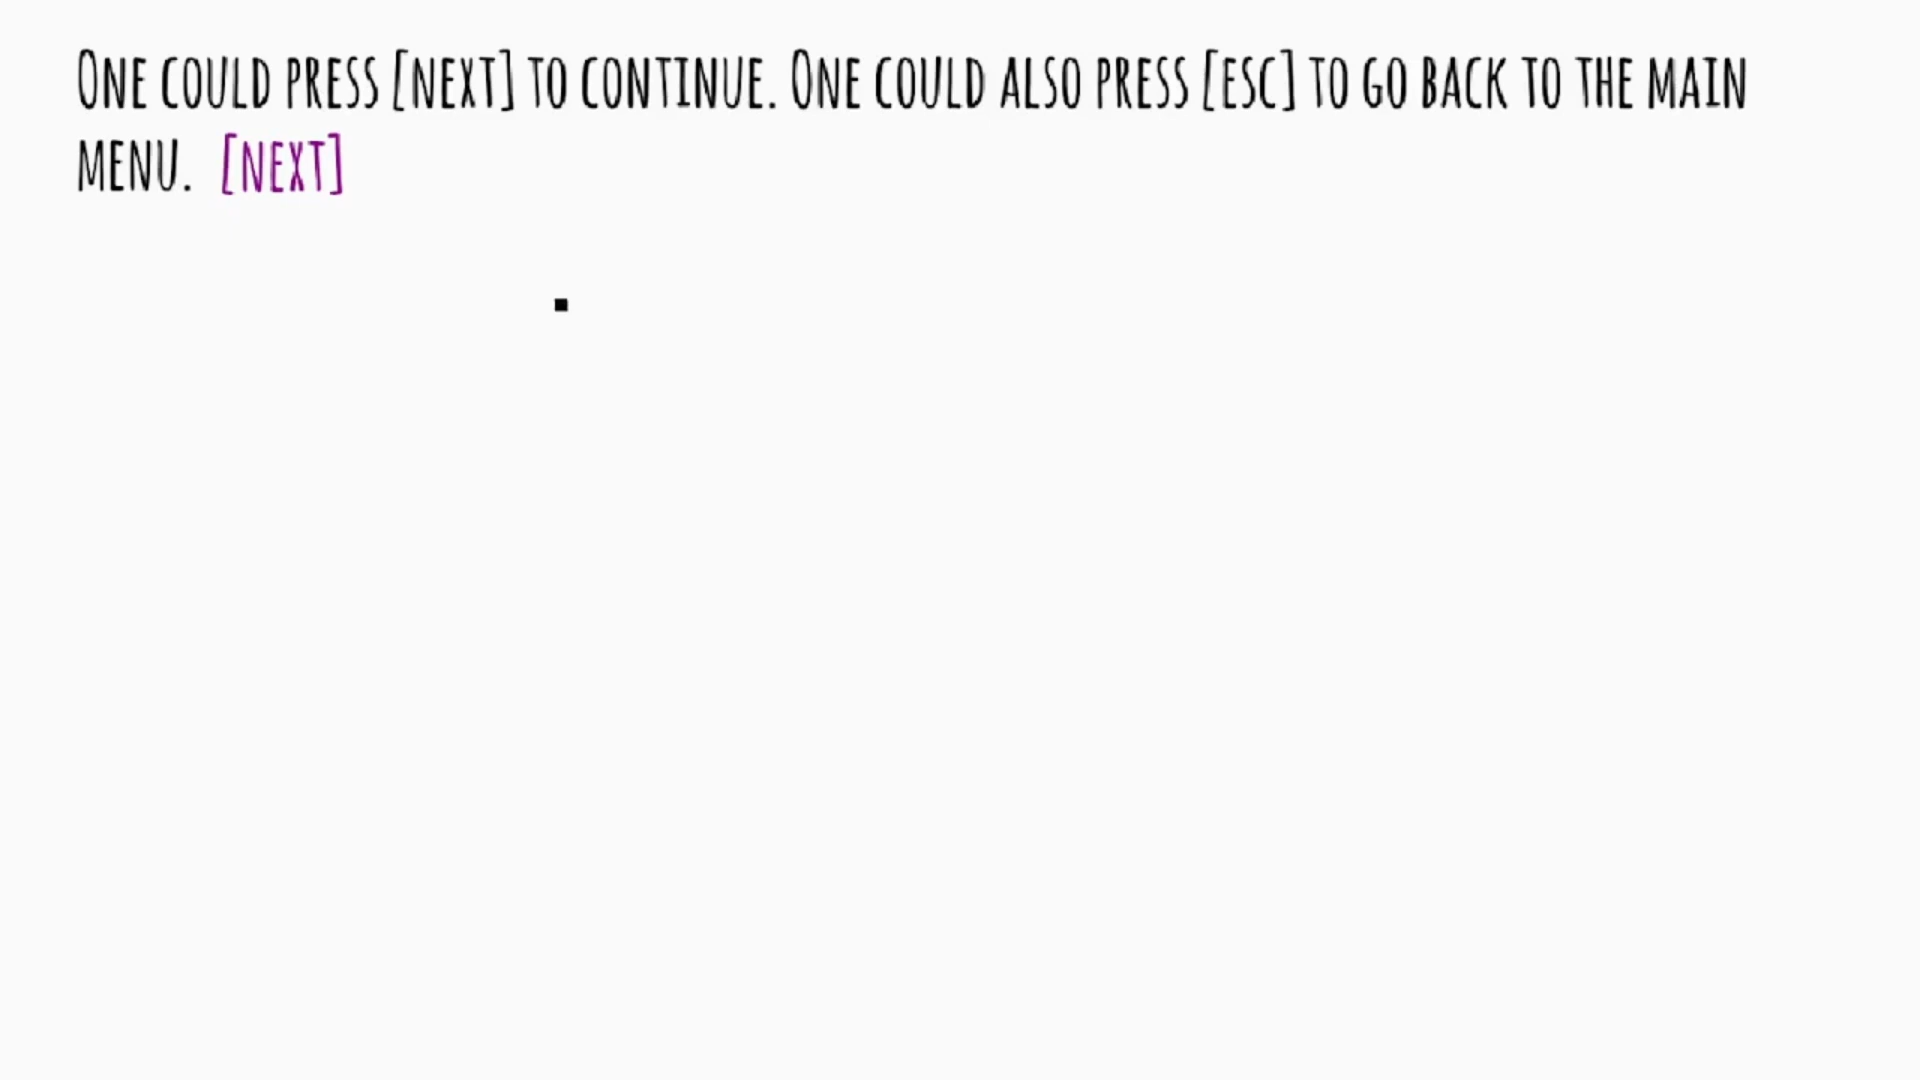 One could press [next] to continue. One could also press [esc] to go back to the main
menu. [next]